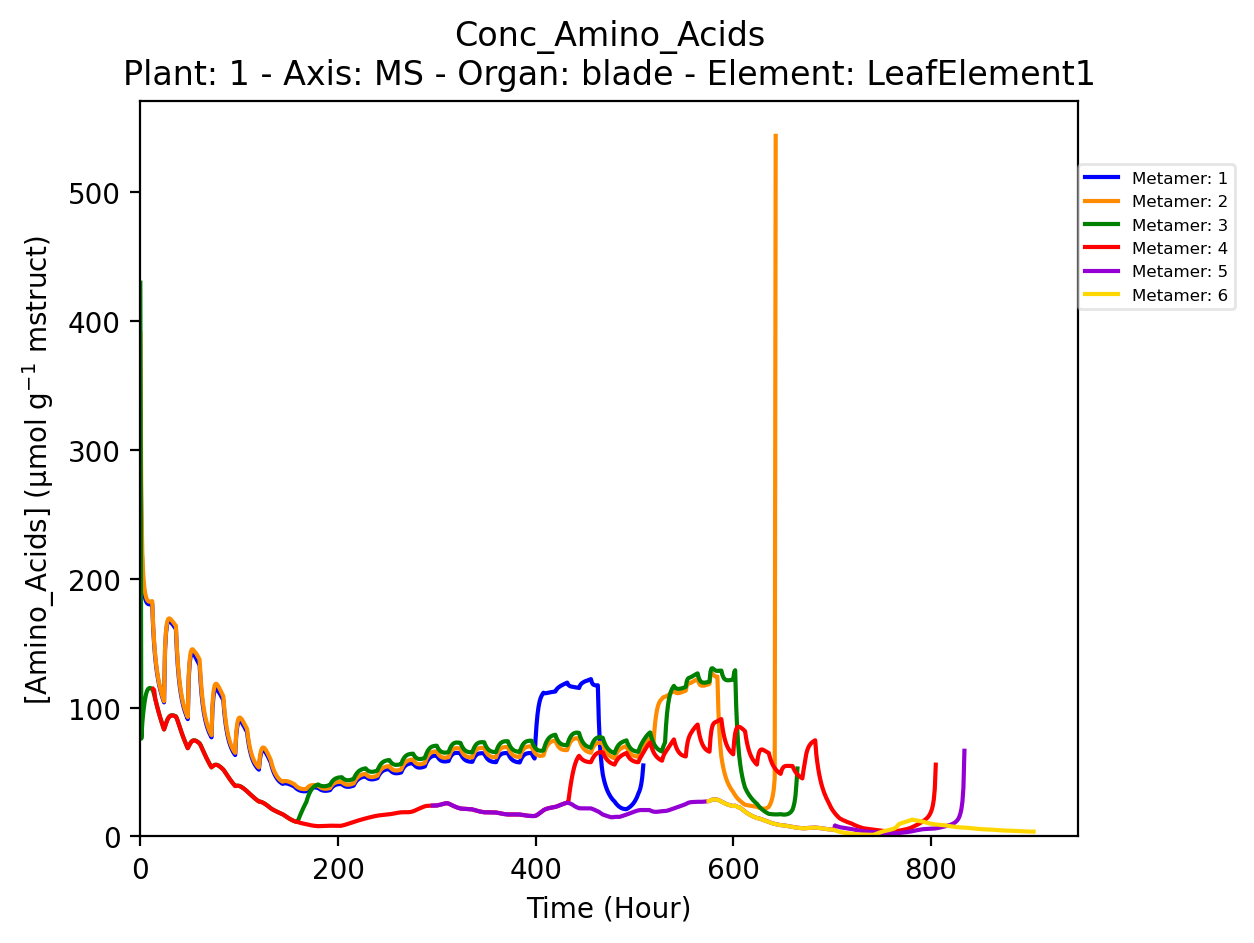 Conc_Amino_Acids
Plant: 1 - Axis: MS - Organ: blade - Element: LeafElement1
[Amino_Acids] (µmol g⁻¹ mstruct)
500
400
300
200
100
0
0 200 400 600 800
Time (Hour)
Metamer: 1
Metamer: 2
Metamer: 3
Metamer: 4
Metamer: 5
Metamer: 6